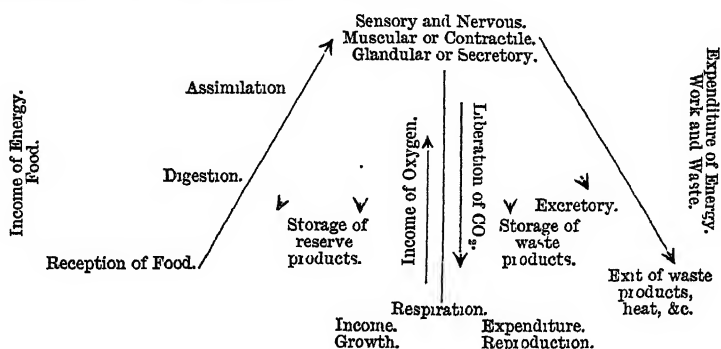 Sensory and Nervous.
Muscular or Contractile.
Glandular or Secretory.
Assimilation
Income of Energy.
Food.
Expenditure of Energy.
Work and Waste.
Digestion.
Income of Oxygen.
Liberation of CO₂.
Storage of
reserve
products.
Excretory.
Storage of
waste
products.
Reception of Food.
Exit of waste
products,
heat, &c.
Respiration.
Income.
Growth.
Expenditure.
Reproduction.